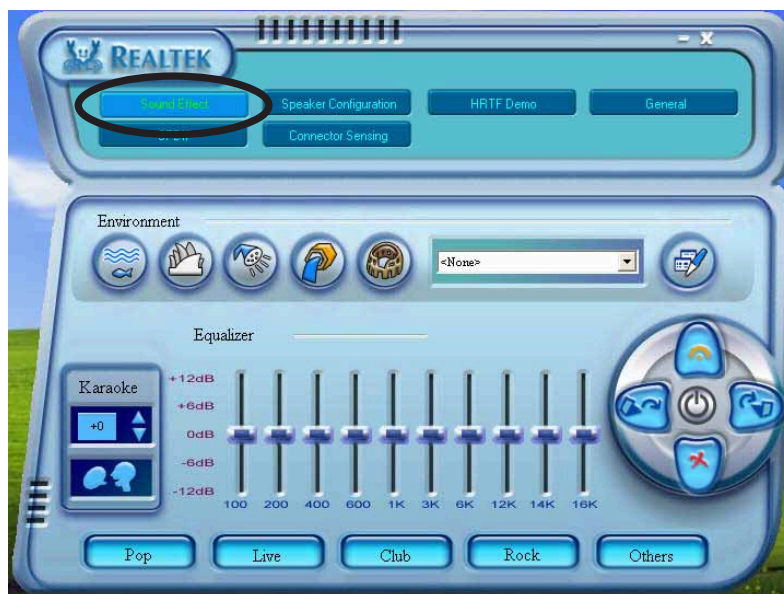 REALTEK
Sound Effect
Speaker Configuration
HRTF Demo
General
Connector Sensing
Environment
<None>
Equalizer
Karaoke
+0
+12dB
+6dB
0dB
-6dB
-12dB
100 200 400 600 1K 3K 6K 12K 14K 16K
Pop Live Club Rock Others